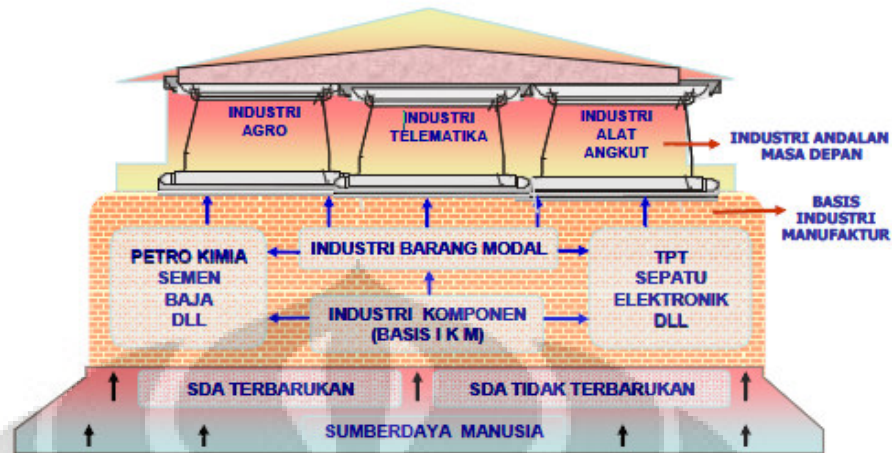 INDUSTRI
AGRO
INDUSTRI
TELEMATIKA
INDUSTRI
ALAT
ANGKUT
INDUSTRI ANDALAN
MASA DEPAN
BASIS
INDUSTRI
MANUFAKTUR
PETRO KIMIA
SEMEN
BAJA
DLL
INDUSTRI BARANG MODAL
TPT
SEPATU
ELEKTRONIK
DLL
INDUSTRI KOMPONEN
(BASIS I K M)
SDA TERBARUKAN
SDA TIDAK TERBARUKAN
SUMBERDAYA MANUSIA